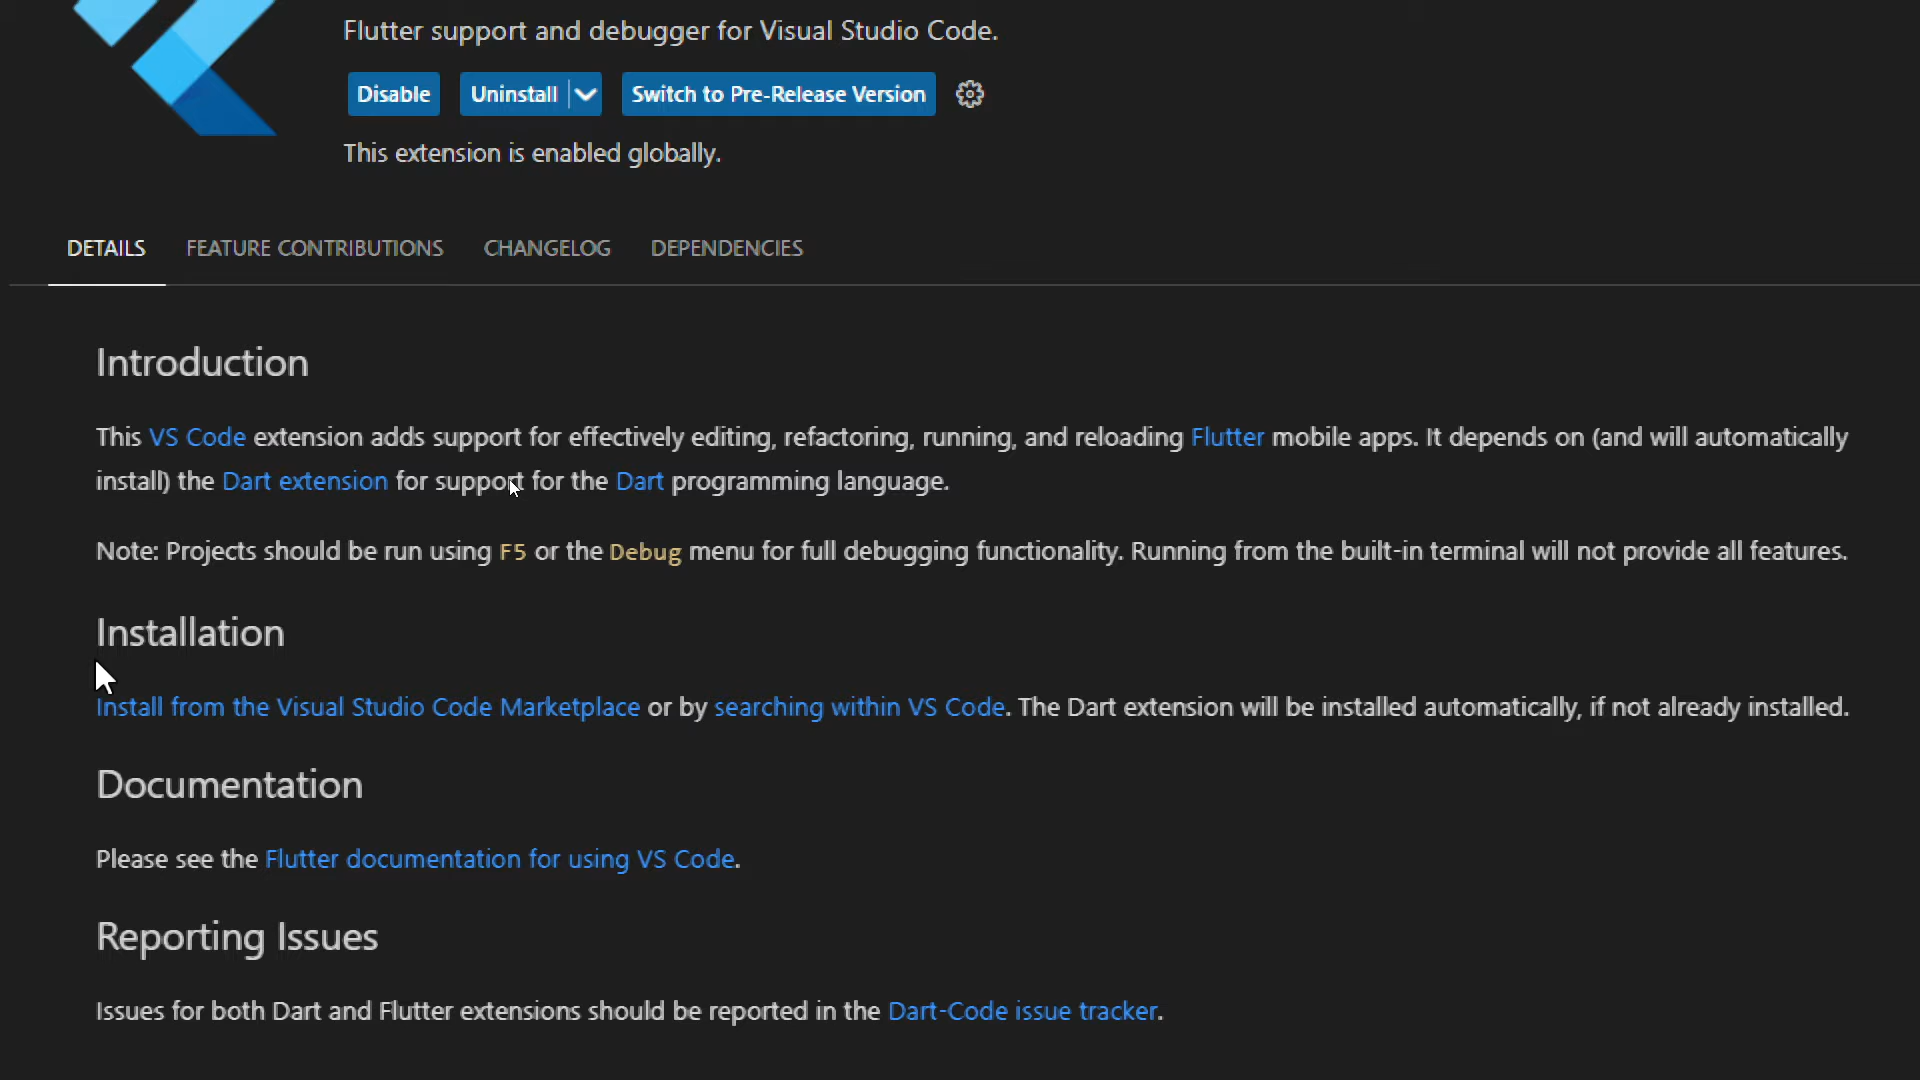 Flutter support and debugger for Visual Studio Code.
Disable Uninstall Switch to Pre-Release Version
This extension is enabled globally.
DETAILS FEATURE CONTRIBUTIONS CHANGELOG DEPENDENCIES
Introduction
This VS Code extension adds support for effectively editing, refactoring, running, and reloading Flutter mobile apps. It depends on (and will automatically
install) the Dart extension for support for the Dart programming language.
Note: Projects should be run using F5 or the Debug menu for full debugging functionality. Running from the built-in terminal will not provide all features.
Installation
Install from the Visual Studio Code Marketplace or by searching within VS Code. The Dart extension will be installed automatically, if not already installed.
Documentation
Please see the Flutter documentation for using VS Code.
Reporting Issues
Issues for both Dart and Flutter extensions should be reported in the Dart-Code issue tracker.